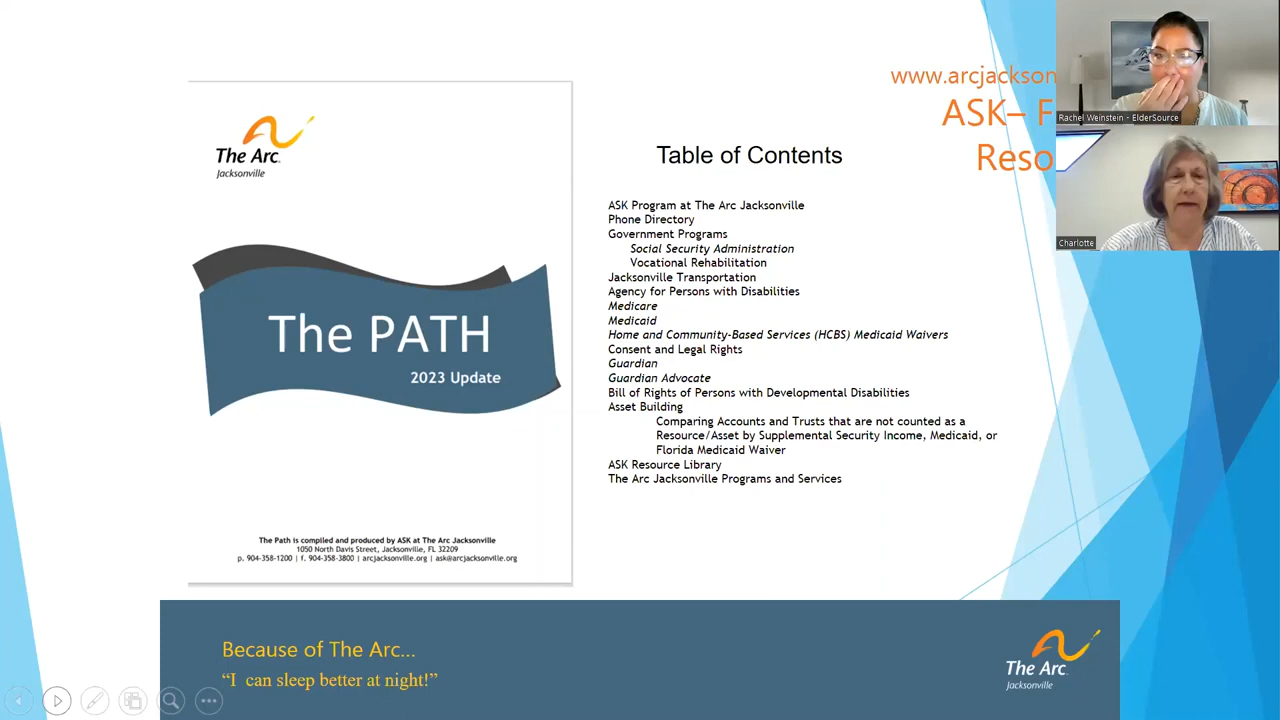 www.arcjackson
ASK– F
Reso
Rachel Weinstein - ElderSource
Charlotte
The Arc
Jacksonville
The PATH
2023 Update
The Path is compiled and produced by ASK at The Arc Jacksonville
1050 North Davis Street, Jacksonville, FL 32209
p. 904-358-1200 | f. 904-358-3800 | arcjacksonville.org | ask@arcjacksonville.org
Table of Contents
ASK Program at The Arc Jacksonville
Phone Directory
Government Programs
Social Security Administration
Vocational Rehabilitation
Jacksonville Transportation
Agency for Persons with Disabilities
Medicare
Medicaid
Home and Community-Based Services (HCBS) Medicaid Waivers
Consent and Legal Rights
Guardian
Guardian Advocate
Bill of Rights of Persons with Developmental Disabilities
Asset Building
Comparing Accounts and Trusts that are not counted as a
Resource/Asset by Supplemental Security Income, Medicaid, or
Florida Medicaid Waiver
ASK Resource Library
The Arc Jacksonville Programs and Services
Because of The Arc...
“I can sleep better at night!”
The Arc
Jacksonville